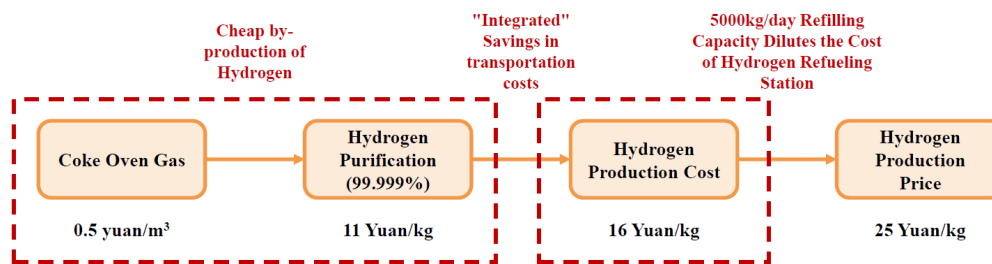 Cheap by-
production of
Hydrogen
"Integrated"
Savings in
transportation
costs
5000kg/day Refilling
Capacity Dilutes the Cost
of Hydrogen Refueling
Station
Coke Oven Gas
Hydrogen
Purification
(99.999%)
Hydrogen
Production Cost
Hydrogen
Production
Price
0.5 yuan/m³
11 Yuan/kg
16 Yuan/kg
25 Yuan/kg